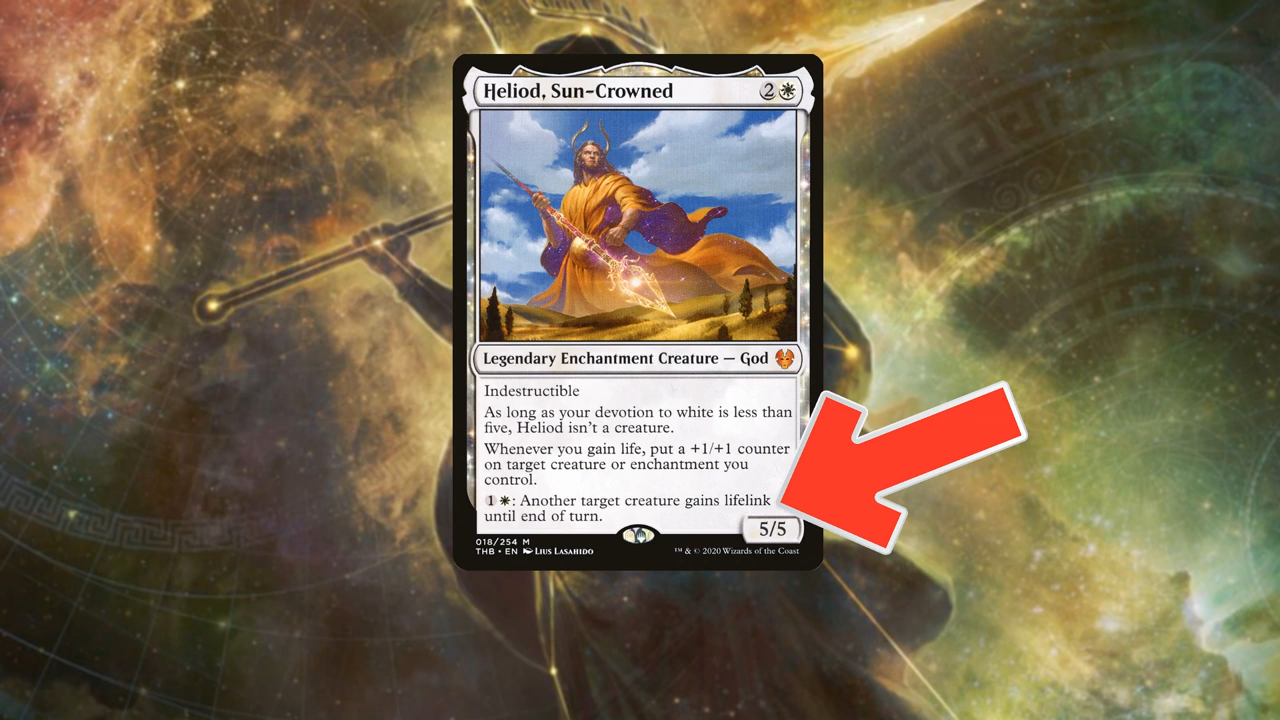 Heliod, Sun-Crowned 2
Legendary Enchantment Creature — God
Indestructible
As long as your devotion to white is less than
five, Heliod isn't a creature.
Whenever you gain life, put a +1/+1 counter
on target creature or enchantment you
control.
1 : Another target creature gains lifelink
until end of turn.
5/5
018/254 M
THB • EN Lius Lasahido
™ & © 2020 Wizards of the Coast